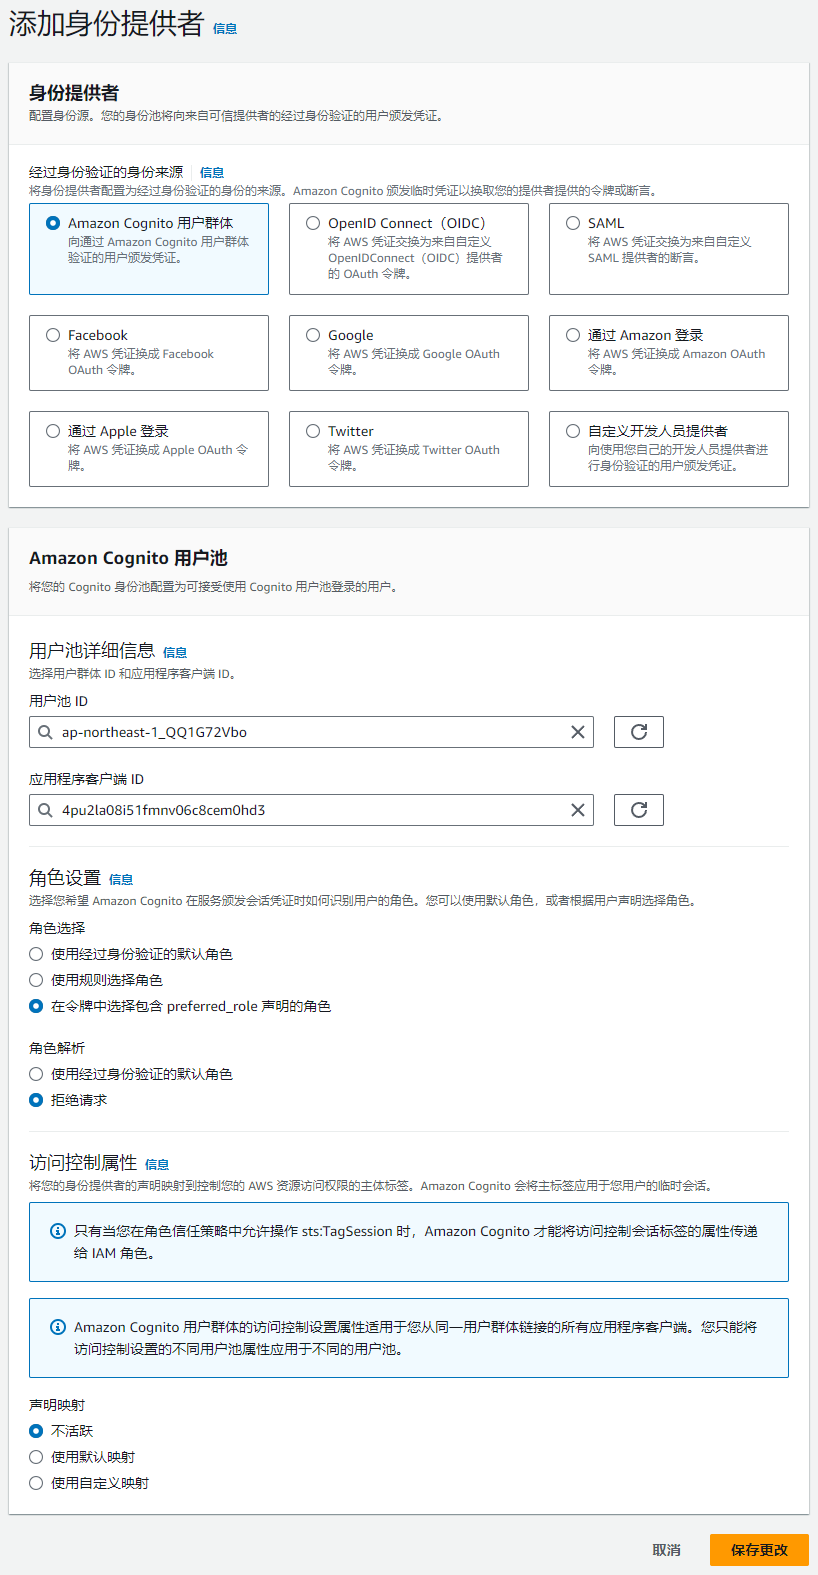 添加身份提供者 信息
身份提供者
配置身份源。您的身份池将向来自可信提供者的经过身份验证的用户颁发凭证。
经过身份验证的身份来源 信息
将身份提供者配置为经过身份验证的身份的来源。Amazon Cognito 颁发临时凭证以换取您的提供者提供的令牌或断言。
Amazon Cognito 用户群体
向通过 Amazon Cognito 用户群体
验证的用户颁发凭证。
OpenID Connect（OIDC）
将 AWS 凭证交换为来自自定义
OpenIDConnect（OIDC）提供者
的 OAuth 令牌。
SAML
将 AWS 凭证交换为来自自定义
SAML 提供者的断言。
Facebook
将 AWS 凭证换成 Facebook
OAuth 令牌。
Google
将 AWS 凭证换成 Google OAuth
令牌。
通过 Amazon 登录
将 AWS 凭证换成 Amazon OAuth
令牌。
通过 Apple 登录
将 AWS 凭证换成 Apple OAuth 令
牌。
Twitter
将 AWS 凭证换成 Twitter OAuth
令牌。
自定义开发人员提供者
向使用您自己的开发人员提供者进
行身份验证的用户颁发凭证。
Amazon Cognito 用户池
将您的 Cognito 身份池配置为可接受使用 Cognito 用户池登录的用户。
用户池详细信息 信息
选择用户群体 ID 和应用程序客户端 ID。
用户池 ID
ap-northeast-1_QQ1G72Vbo
应用程序客户端 ID
4pu2la08i51fmnv06c8cem0hd3
角色设置 信息
选择您希望 Amazon Cognito 在服务颁发会话凭证时如何识别用户的角色。您可以使用默认角色，或者根据用户声明选择角色。
角色选择
使用经过身份验证的默认角色
使用规则选择角色
在令牌中选择包含 preferred_role 声明的角色
角色解析
使用经过身份验证的默认角色
拒绝请求
访问控制属性 信息
将您的身份提供者的声明映射到控制您的 AWS 资源访问权限的主体标签。Amazon Cognito 会将主标签应用于您用户的临时会话。
只有当您在角色信任策略中允许操作 sts:TagSession 时，Amazon Cognito 才能将访问控制会话标签的属性传递
给 IAM 角色。
Amazon Cognito 用户群体的访问控制设置属性适用于您从同一用户群体链接的所有应用程序客户端。您只能将
访问控制设置的不同用户池属性应用于不同的用户池。
声明映射
不活跃
使用默认映射
使用自定义映射
取消 保存更改